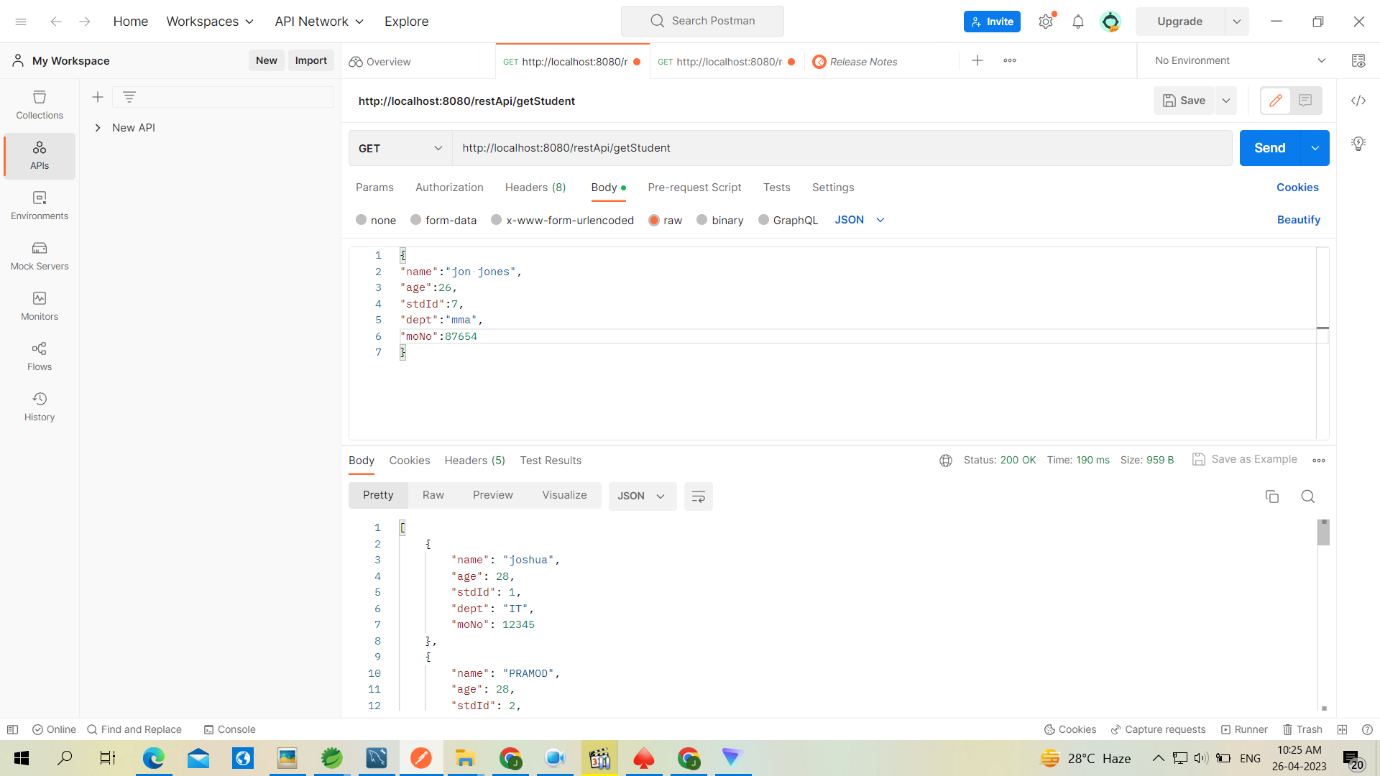 Home Workspaces API Network Explore Search Postman Invite Upgrade
My Workspace New Import Overview GET http://localhost:8080/r GET http://localhost:8080/r Release Notes No Environment
http://localhost:8080/restApi/getStudent Save
Collections
New API
GET http://localhost:8080/restApi/getStudent Send
APIs
Params Authorization Headers (8) Body Pre-request Script Tests Settings Cookies
Environments
none form-data x-www-form-urlencoded raw binary GraphQL JSON Beautify
Mock Servers
Monitors
Flows
History
1 {
2 "name":"jon jones",
3 "age":26,
4 "stdId":7,
5 "dept":"mma",
6 "moNo":87654
7 }
Body Cookies Headers (5) Test Results Status: 200 OK Time: 190 ms Size: 959 B Save as Example
Pretty Raw Preview Visualize JSON
1 [
2 {
3 "name": "joshua",
4 "age": 28,
5 "stdId": 1,
6 "dept": "IT",
7 "moNo": 12345
8 },
9 {
10 "name": "PRAMOD",
11 "age": 28,
12 "stdId": 2,
Online Find and Replace Console Cookies Capture requests Runner Trash
28°C Haze ENG 10:25 AM
26-04-2023 20